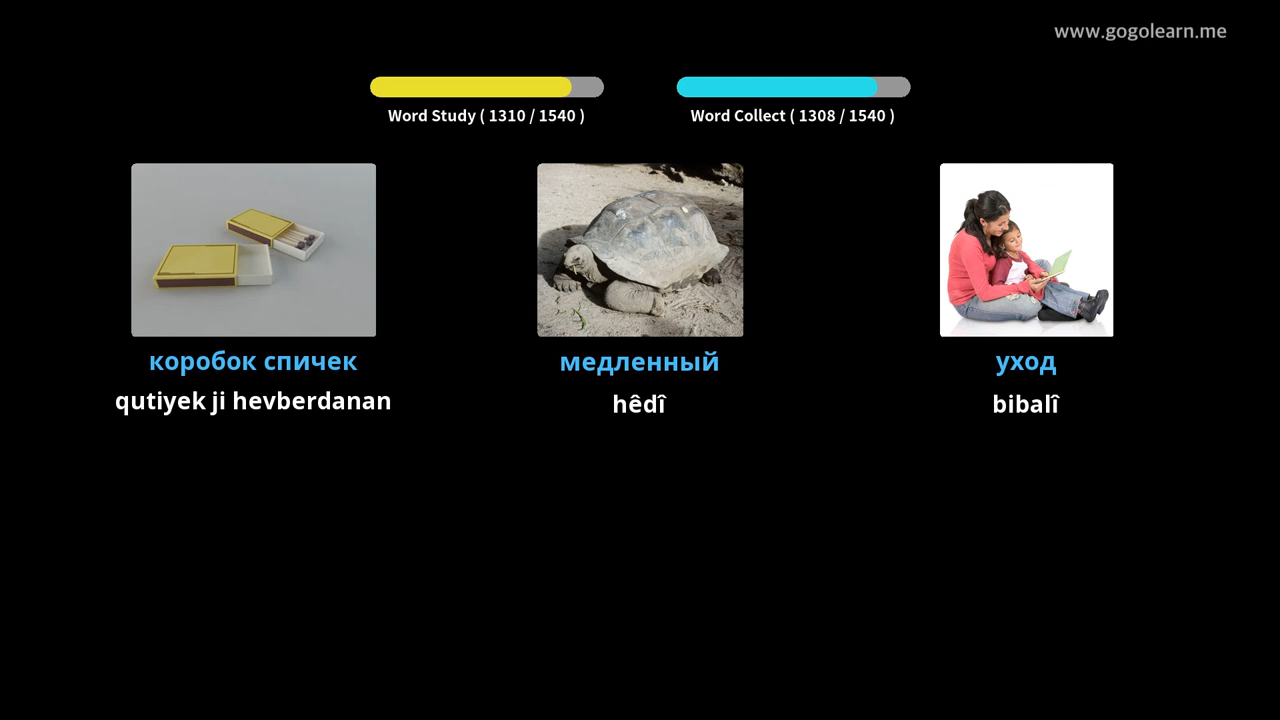 www.gogolearn.me
Word Study ( 1310 / 1540 )
Word Collect ( 1308 / 1540 )
коробок спичек
медленный
уход
qutiyek ji hevberdanan
hêdî
bibalî